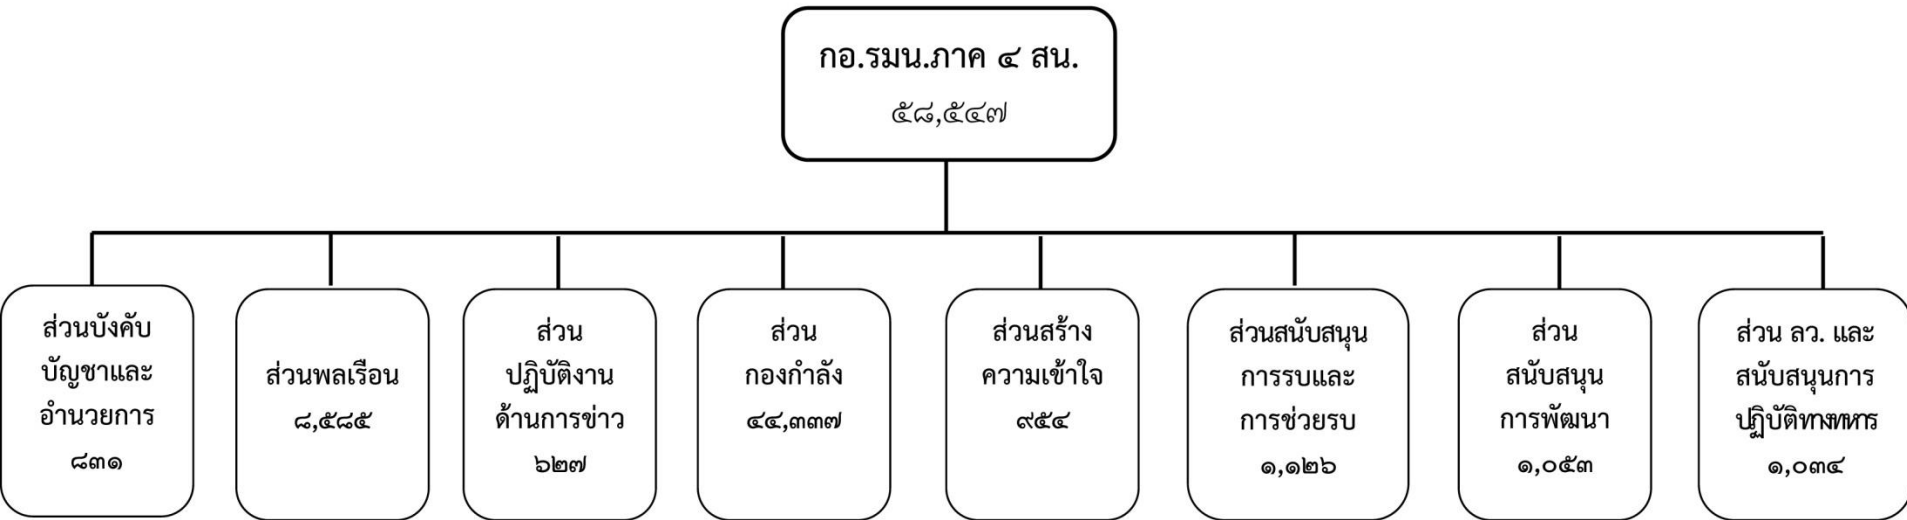 กอ.รมน.ภาค ๔ สน.
๕๘,๕๔๗
ส่วนบังคับ
บัญชาและ
อำนวยการ
๘๓๑
ส่วนพลเรือน
๘,๕๘๕
ส่วน
ปฏิบัติงาน
ด้านการข่าว
๖๒๗
ส่วน
กองกำลัง
๔๔,๓๓๗
ส่วนสร้าง
ความเข้าใจ
๙๕๔
ส่วนสนับสนุน
การรบและ
การช่วยรบ
๑,๑๒๖
ส่วน
สนับสนุน
การพัฒนา
๑,๐๕๓
ส่วน ลว. และ
สนับสนุนการ
ปฏิบัติทางทหาร
๑,๐๓๔